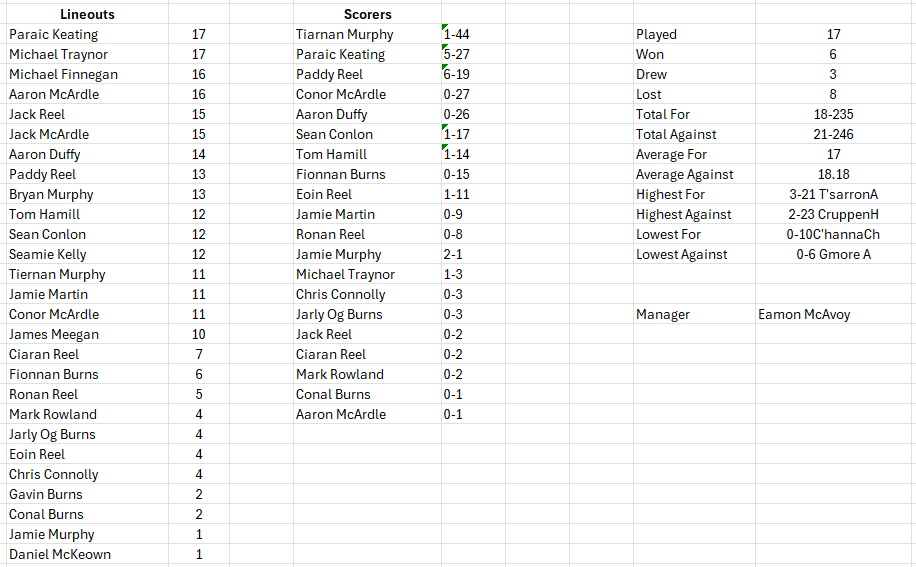 Lineouts Scorers
Paraic Keating 17 Tiarnan Murphy 1-44 Played 17
Michael Traynor 17 Paraic Keating 5-27 Won 6
Michael Finnegan 16 Paddy Reel 6-19 Drew 3
Aaron McArdle 16 Conor McArdle 0-27 Lost 8
Jack Reel 15 Aaron Duffy 0-26 Total For 18-235
Jack McArdle 15 Sean Conlon 1-17 Total Against 21-246
Aaron Duffy 14 Tom Hamill 1-14 Average For 17
Paddy Reel 13 Fionnan Burns 0-15 Average Against 18.18
Bryan Murphy 13 Eoin Reel 1-11 Highest For 3-21 T'sarronA
Tom Hamill 12 Jamie Martin 0-9 Highest Against 2-23 CruppenH
Sean Conlon 12 Ronan Reel 0-8 Lowest For 0-10C'hannaCh
Seamie Kelly 12 Jamie Murphy 2-1 Lowest Against 0-6 Gmore A
Tiernan Murphy 11 Michael Traynor 1-3
Jamie Martin 11 Chris Connolly 0-3
Conor McArdle 11 Jarly Og Burns 0-3 Manager Eamon McAvoy
James Meegan 10 Jack Reel 0-2
Ciaran Reel 7 Ciaran Reel 0-2
Fionnan Burns 6 Mark Rowland 0-2
Ronan Reel 5 Conal Burns 0-1
Mark Rowland 4 Aaron McArdle 0-1
Jarly Og Burns 4
Eoin Reel 4
Chris Connolly 4
Gavin Burns 2
Conal Burns 2
Jamie Murphy 1
Daniel McKeown 1